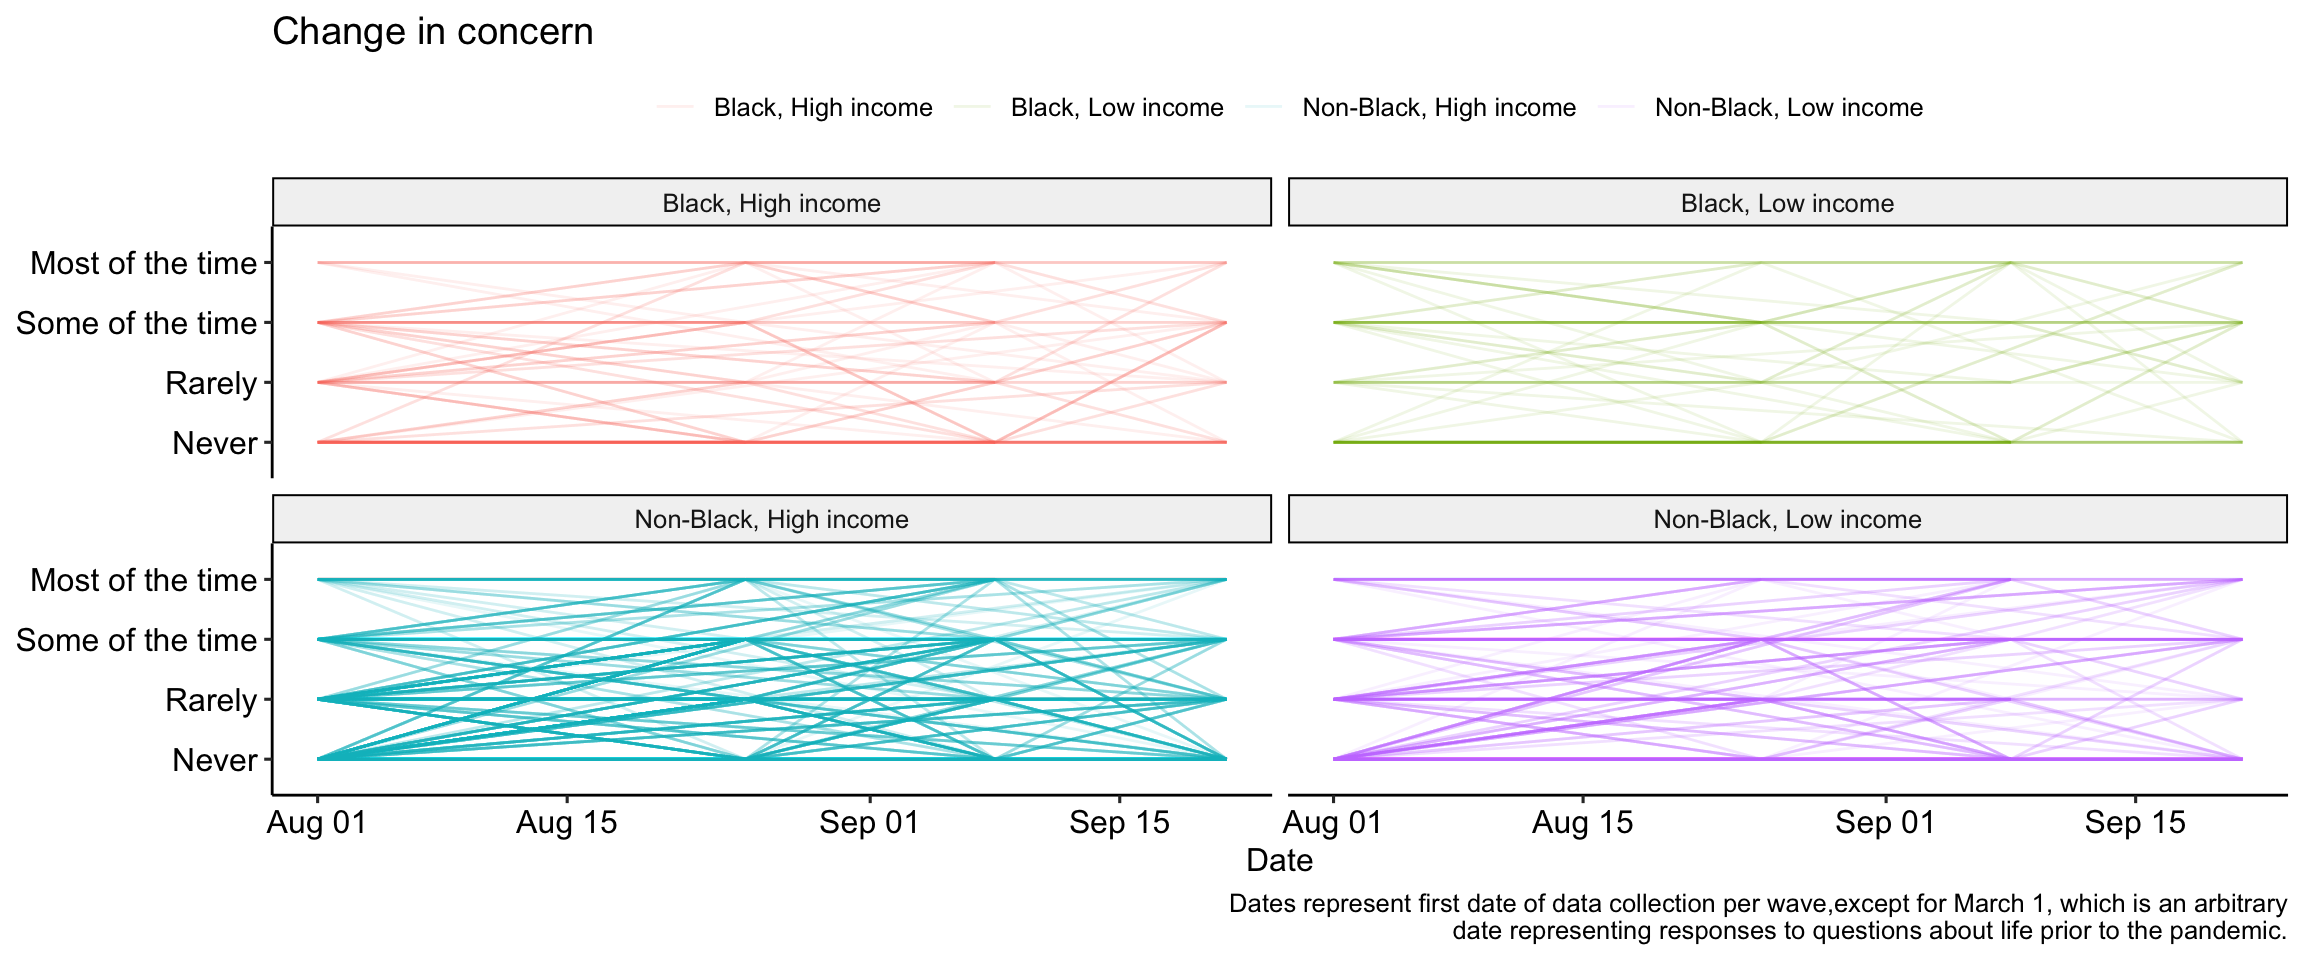 Change in concern
Black, High income Black, Low income Non-Black, High income Non-Black, Low income
Black, High income Black, Low income
Most of the time
Some of the time
Rarely
Never
Non-Black, High income Non-Black, Low income
Most of the time
Some of the time
Rarely
Never
Aug 01 Aug 15 Sep 01 Sep 15 Aug 01 Aug 15 Sep 01 Sep 15
Date
Dates represent first date of data collection per wave,except for March 1, which is an arbitrary
date representing responses to questions about life prior to the pandemic.